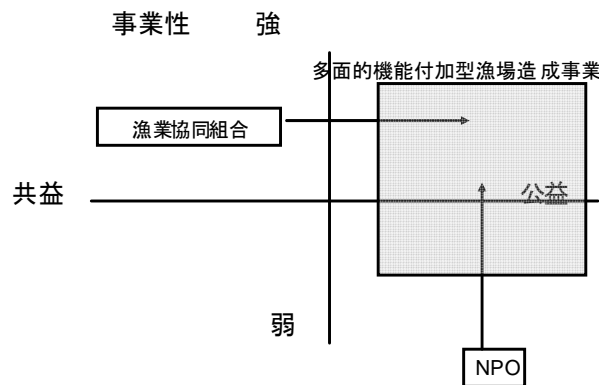 事業性 強
多面的機能付加型漁場造成事業
漁業協同組合
共益
公益
弱
NPO